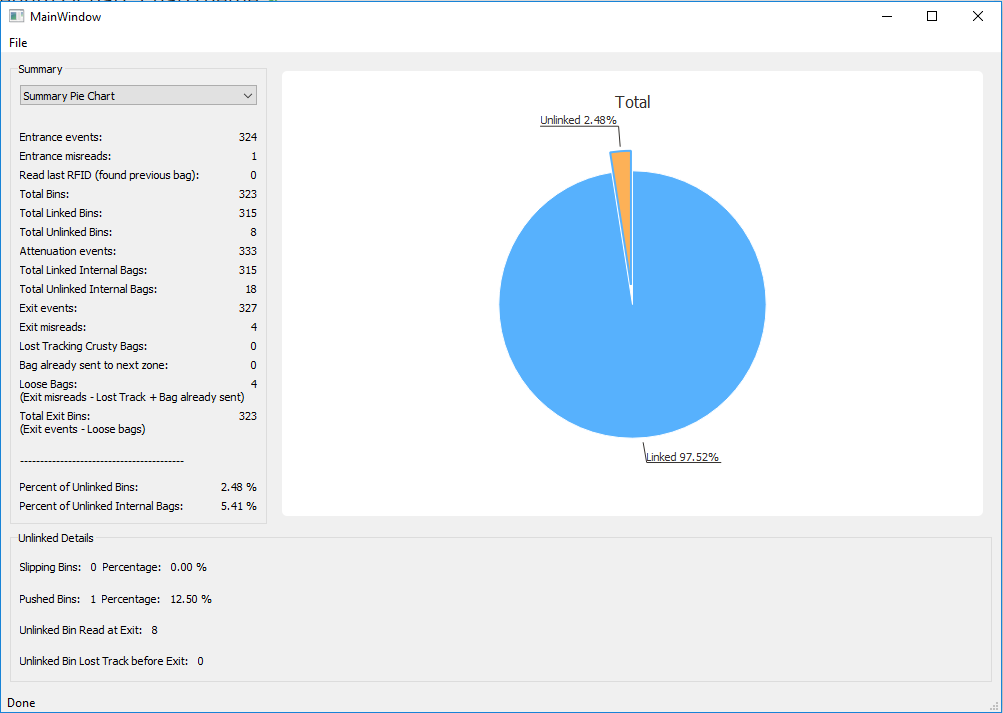 MainWindow
File
Summary
Summary Pie Chart
Entrance events: 324
Entrance misreads: 1
Read last RFID (found previous bag): 0
Total Bins: 323
Total Linked Bins: 315
Total Unlinked Bins: 8
Attenuation events: 333
Total Linked Internal Bags: 315
Total Unlinked Internal Bags: 18
Exit events: 327
Exit misreads: 4
Lost Tracking Crusty Bags: 0
Bag already sent to next zone: 0
Loose Bags: 4
(Exit misreads - Lost Track + Bag already sent)
Total Exit Bins: 323
(Exit events - Loose bags)
-----------------------------------------
Percent of Unlinked Bins: 2.48 %
Percent of Unlinked Internal Bags: 5.41 %
Total
Unlinked 2.48%
Linked 97.52%
Unlinked Details
Slipping Bins: 0 Percentage: 0.00 %
Pushed Bins: 1 Percentage: 12.50 %
Unlinked Bin Read at Exit: 8
Unlinked Bin Lost Track before Exit: 0
Done